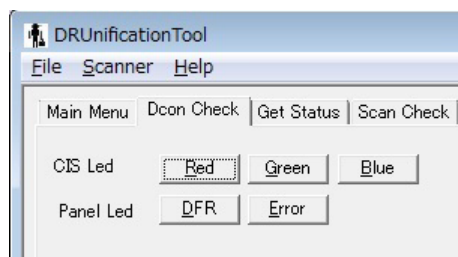 DRUnificationTool
File Scanner Help
Main Menu Dcon Check Get Status Scan Check
CIS Led Red Green Blue
Panel Led DFR Error